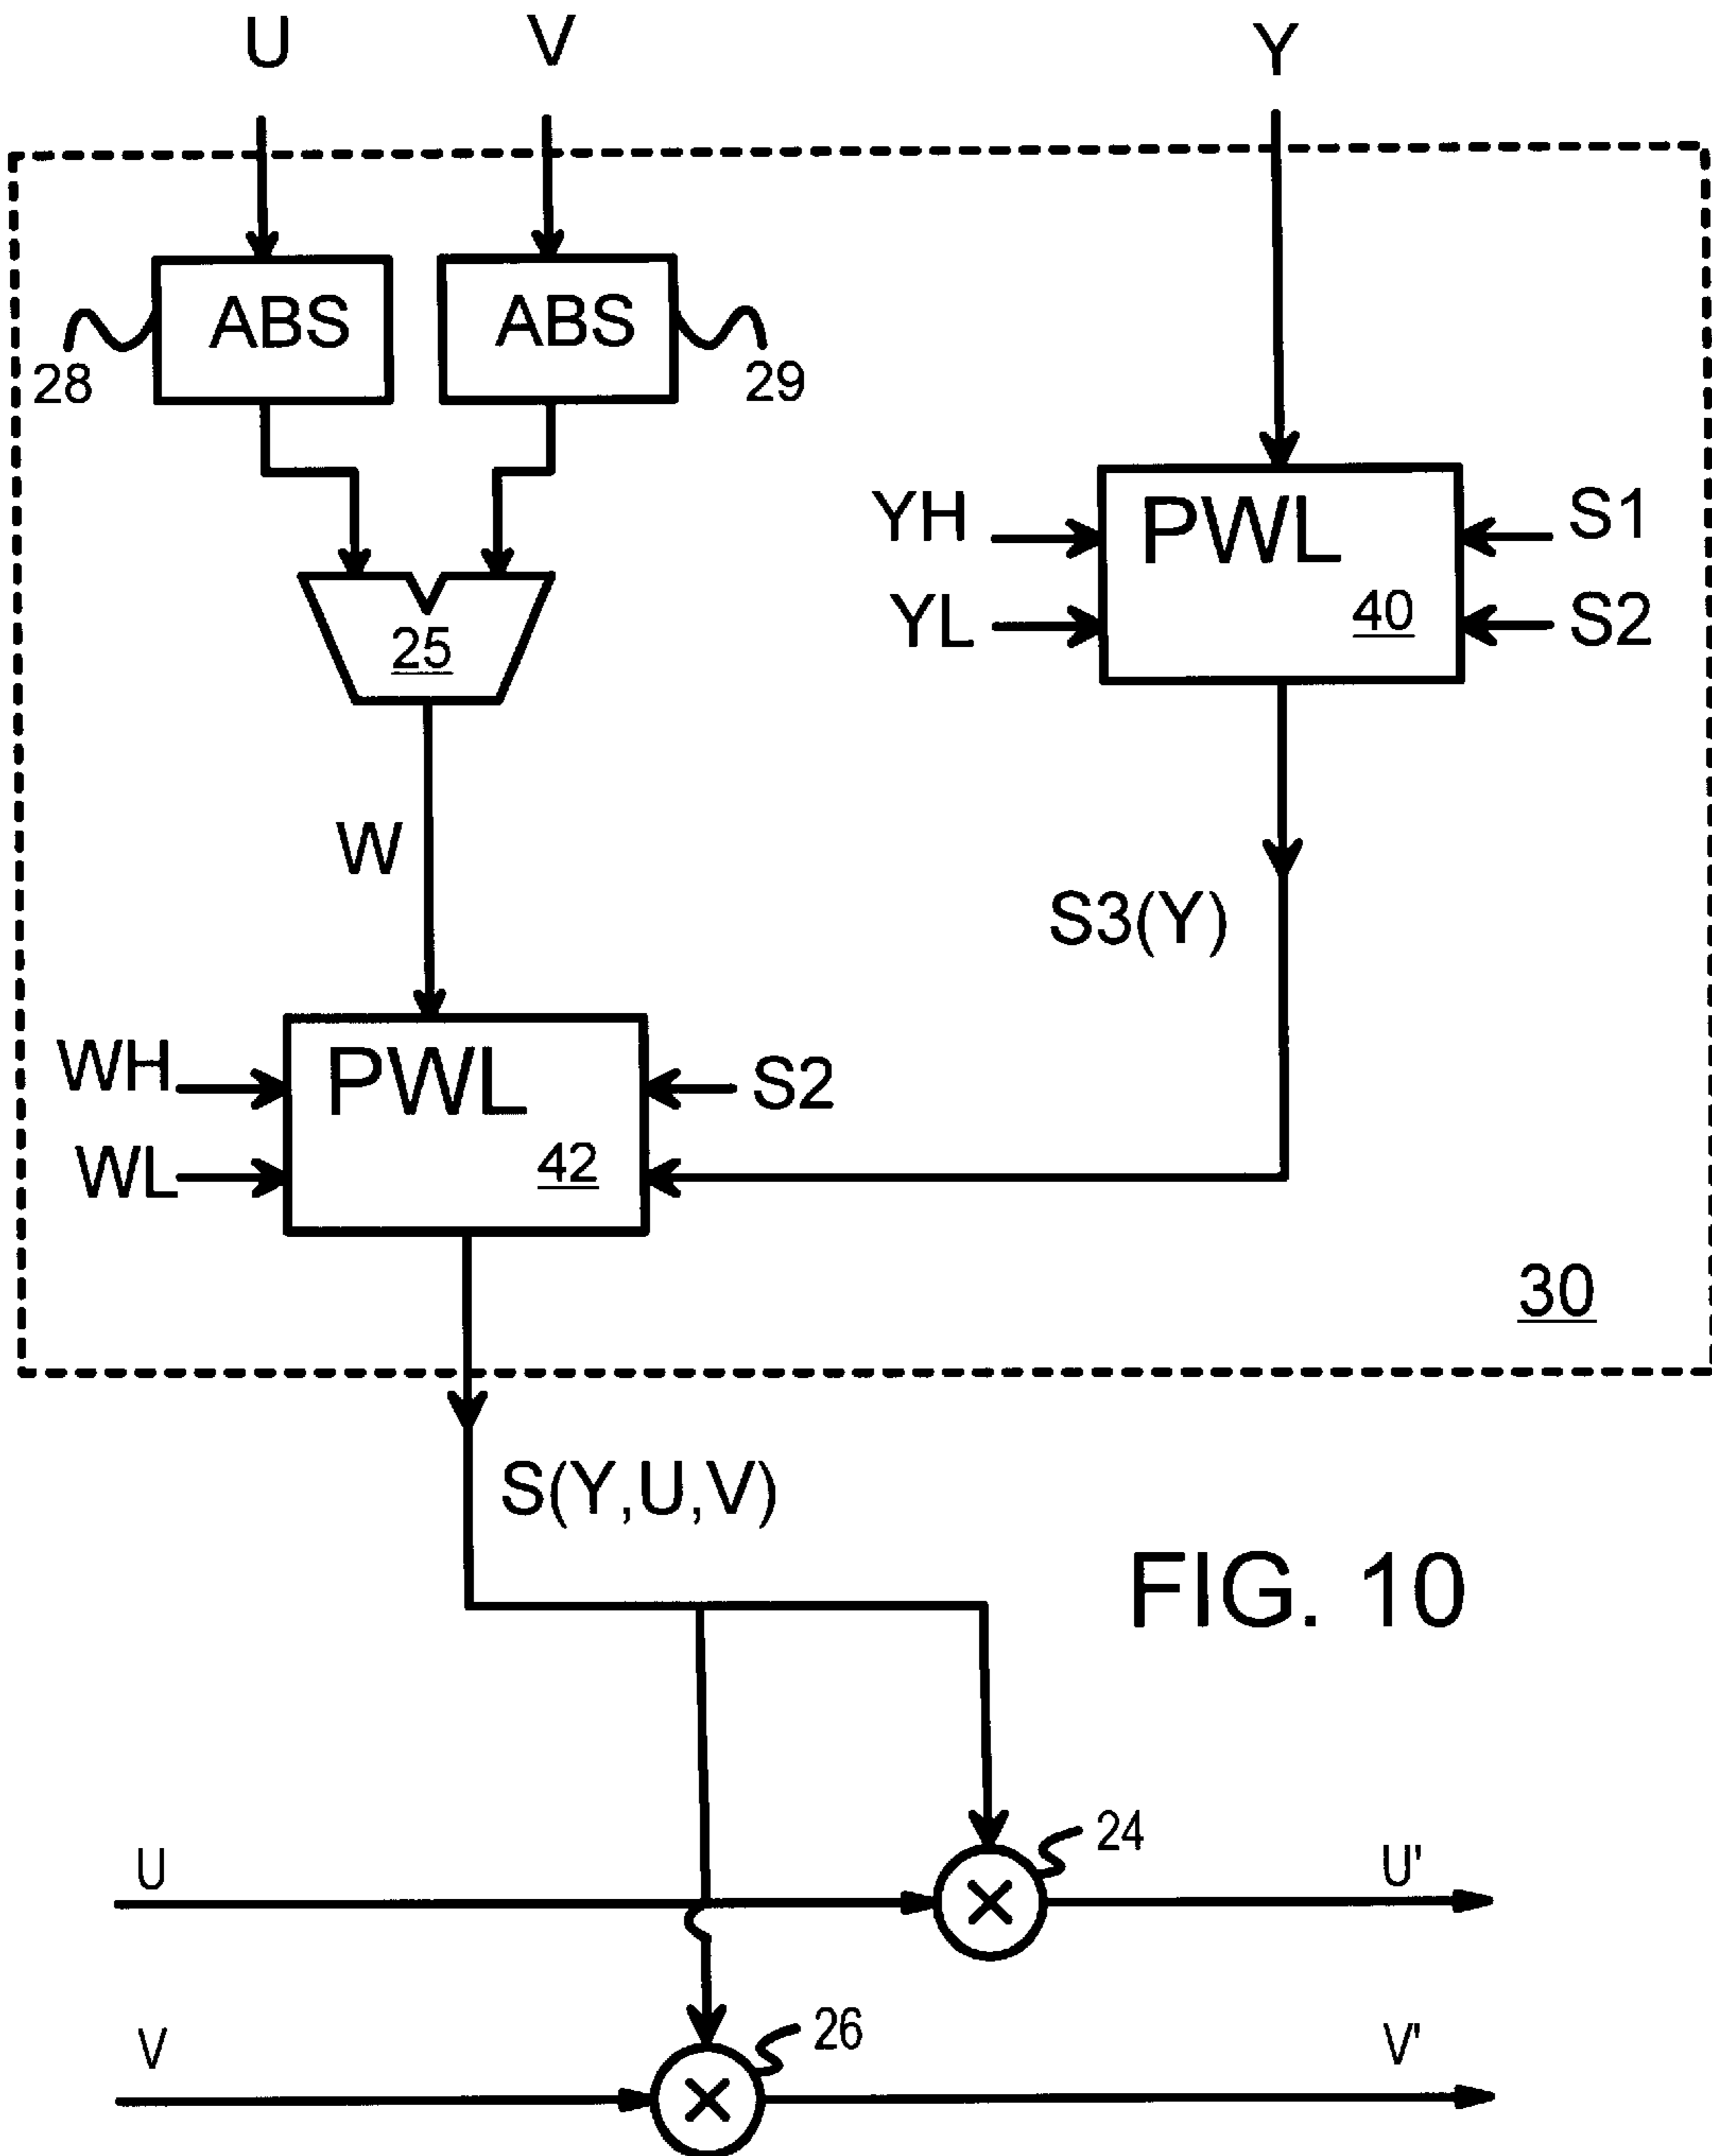 U V Y
ABS ABS
28 29
YH PWL S1
YL 40 S2
25
W
S3(Y)
WH PWL S2
WL 42
30
S(Y,U,V)
FIG. 10
24
U U'
26
V V'